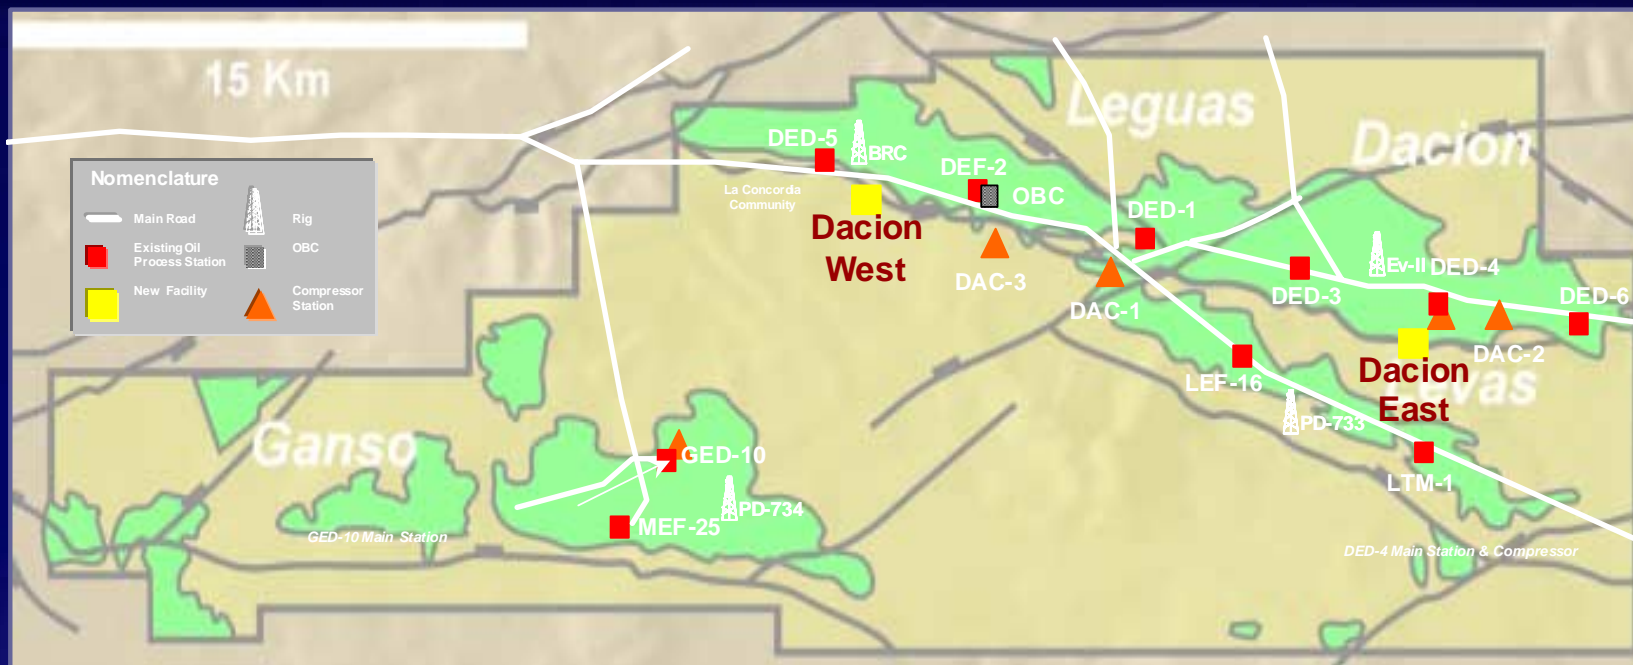 15 Km
Leguas
Dacion
DED-5
BRC
DEF-2
OBC
Nomenclature
Main Road
Rig
Existing Oil
Process Station
OBC
New Facility
Compressor
Station
La Concordia
Community
Dacion
West
DAC-3
DED-1
DAC-1
DED-3
Ev-II
DED-4
DED-6
DAC-2
LEF-16
Dacion
East
PD-733
LTM-1
Ganso
GED-10
PD-734
MEF-25
GED-10 Main Station
DED-4 Main Station & Compressor